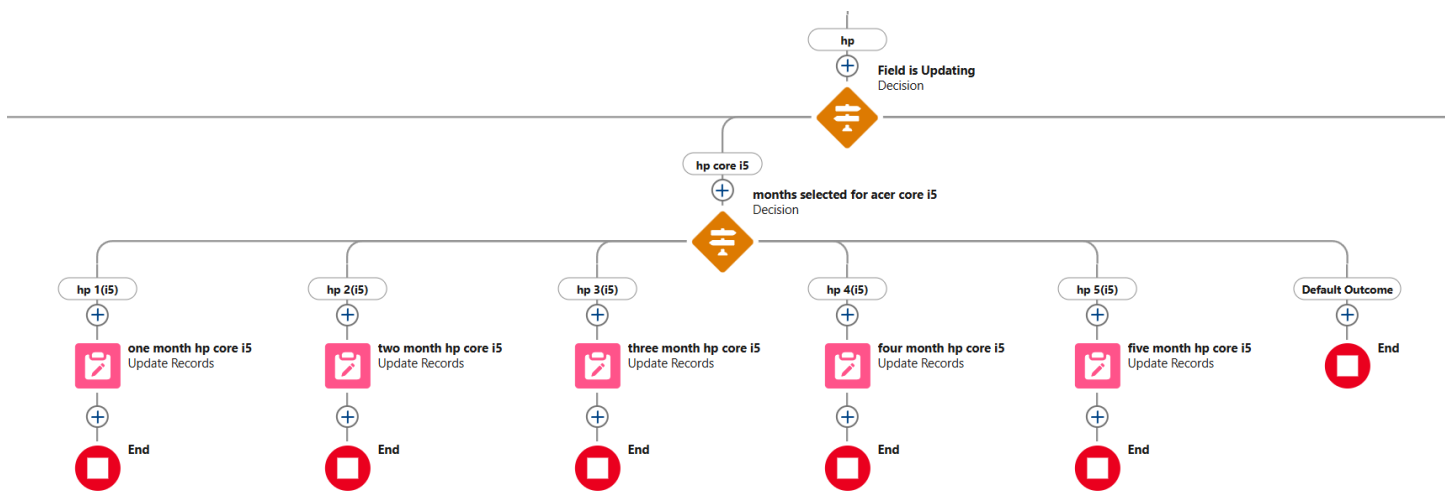 hp
Field is Updating
Decision
hp core i5
months selected for acer core i5
Decision
hp 1(i5)
hp 2(i5)
hp 3(i5)
hp 4(i5)
hp 5(i5)
Default Outcome
one month hp core i5
Update Records
two month hp core i5
Update Records
three month hp core i5
Update Records
four month hp core i5
Update Records
five month hp core i5
Update Records
End
End
End
End
End
End